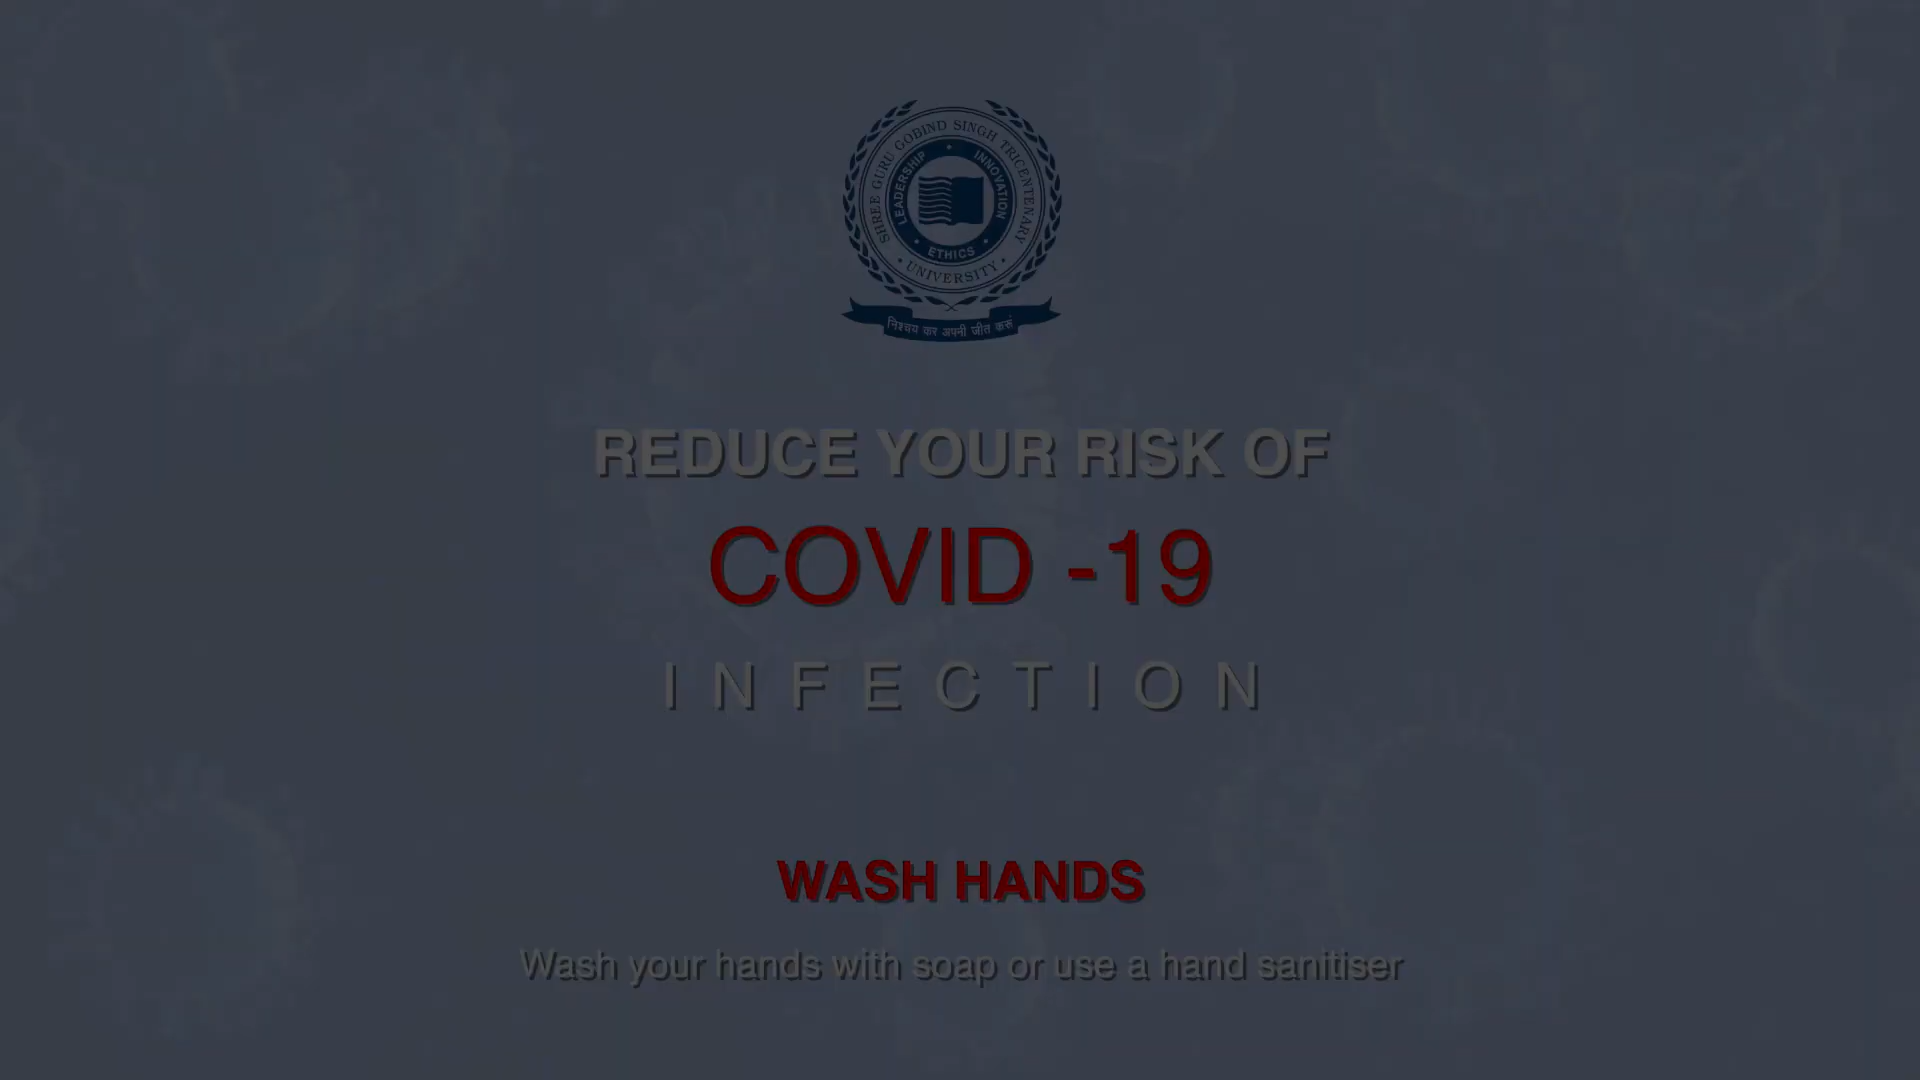 SHREE GURU GOBIND SINGH TRICENTENARY
UNIVERSITY
LEADERSHIP
INNOVATION
ETHICS
निश्चय कर अपनी जीत करूं
REDUCE YOUR RISK OF
COVID -19
INFECTION
WASH HANDS
Wash your hands with soap or use a hand sanitiser